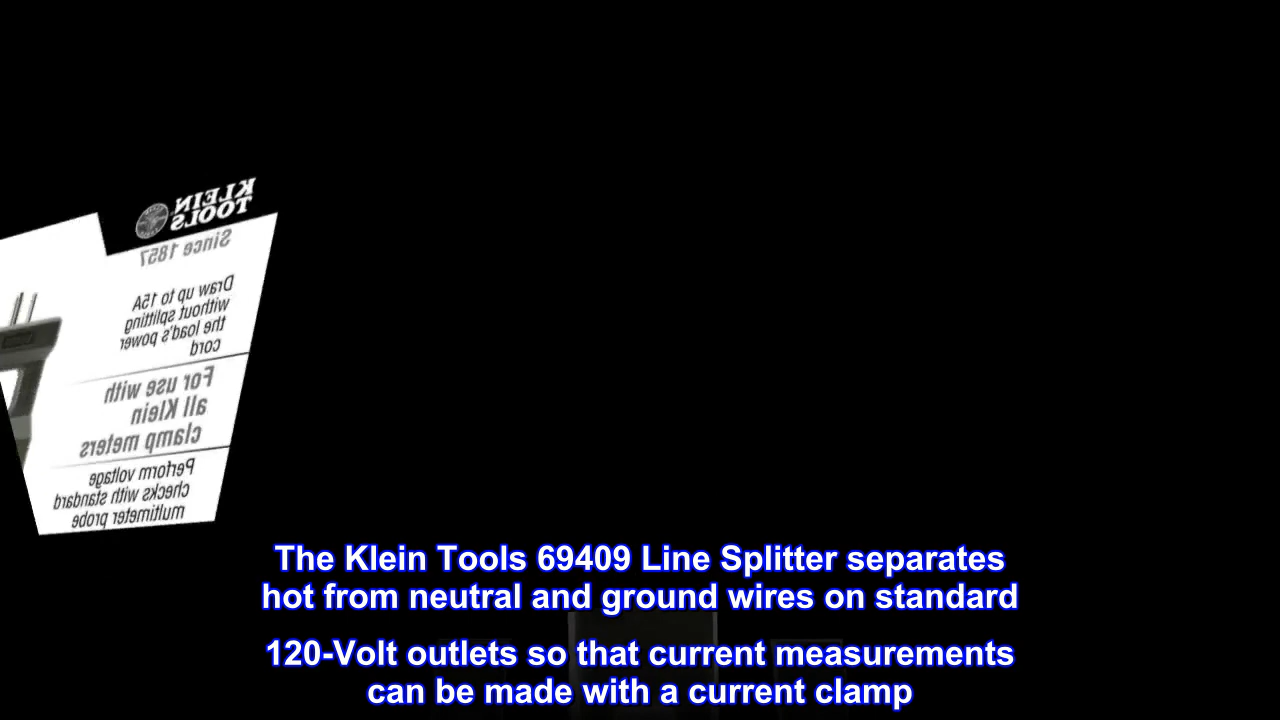 KLEIN
TOOLS
Since 1857
Draw up to 15A
without splitting
the load's power
cord
For use with
all Klein
clamp meters
Perform voltage
checks with standard
multimeter probe
The Klein Tools 69409 Line Splitter separates
hot from neutral and ground wires on standard
120-Volt outlets so that current measurements
can be made with a current clamp